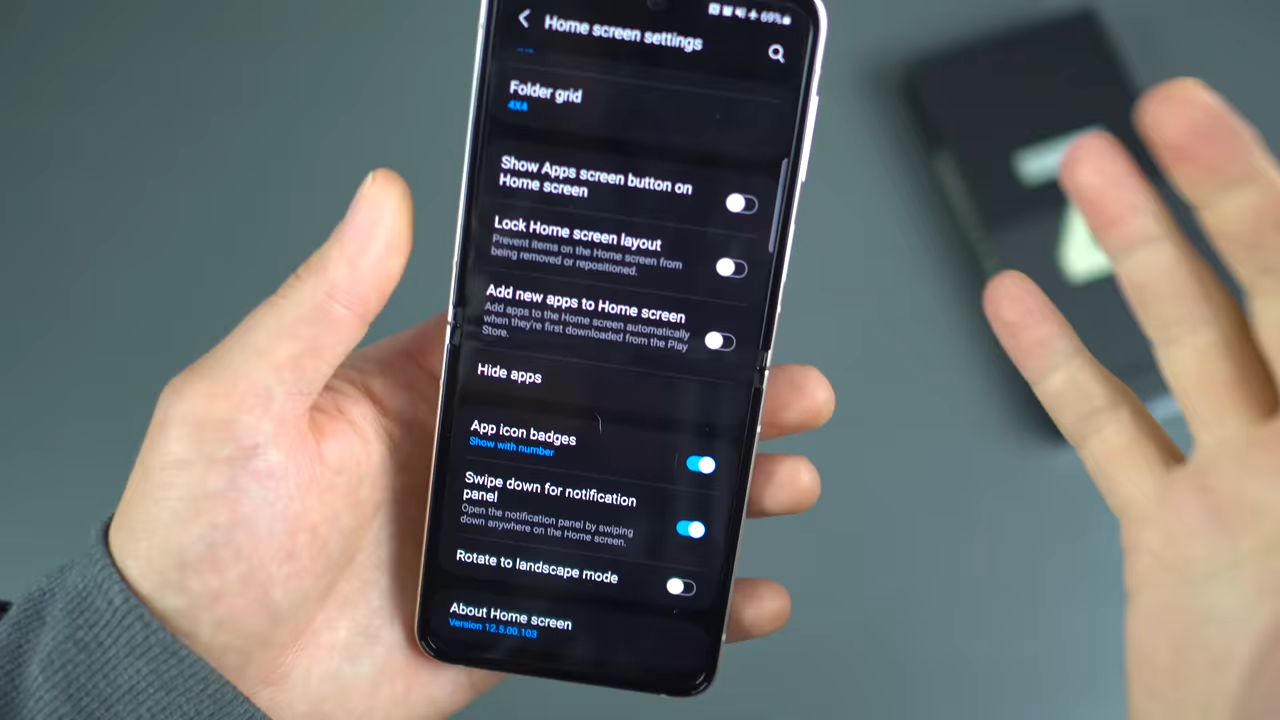 69%
Home screen settings
Folder grid
4X4
Show Apps screen button on
Home screen
Lock Home screen layout
Prevent items on the Home screen from
being removed or repositioned.
Add new apps to Home screen
Add apps to the Home screen automatically
when they're first downloaded from the Play
Store.
Hide apps
App icon badges
Show with number
Swipe down for notification
panel
Open the notification panel by swiping
down anywhere on the Home screen.
Rotate to landscape mode
About Home screen
Version 12.5.00.103